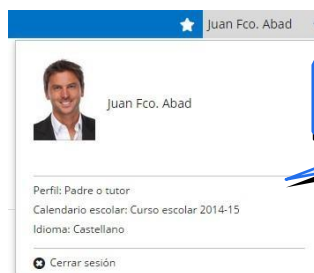 Juan Fco. Abad
Juan Fco. Abad
Perfil: Padre o tutor
Calendario escolar: Curso escolar 2014-15
Idioma: Castellano
Cerrar sesión